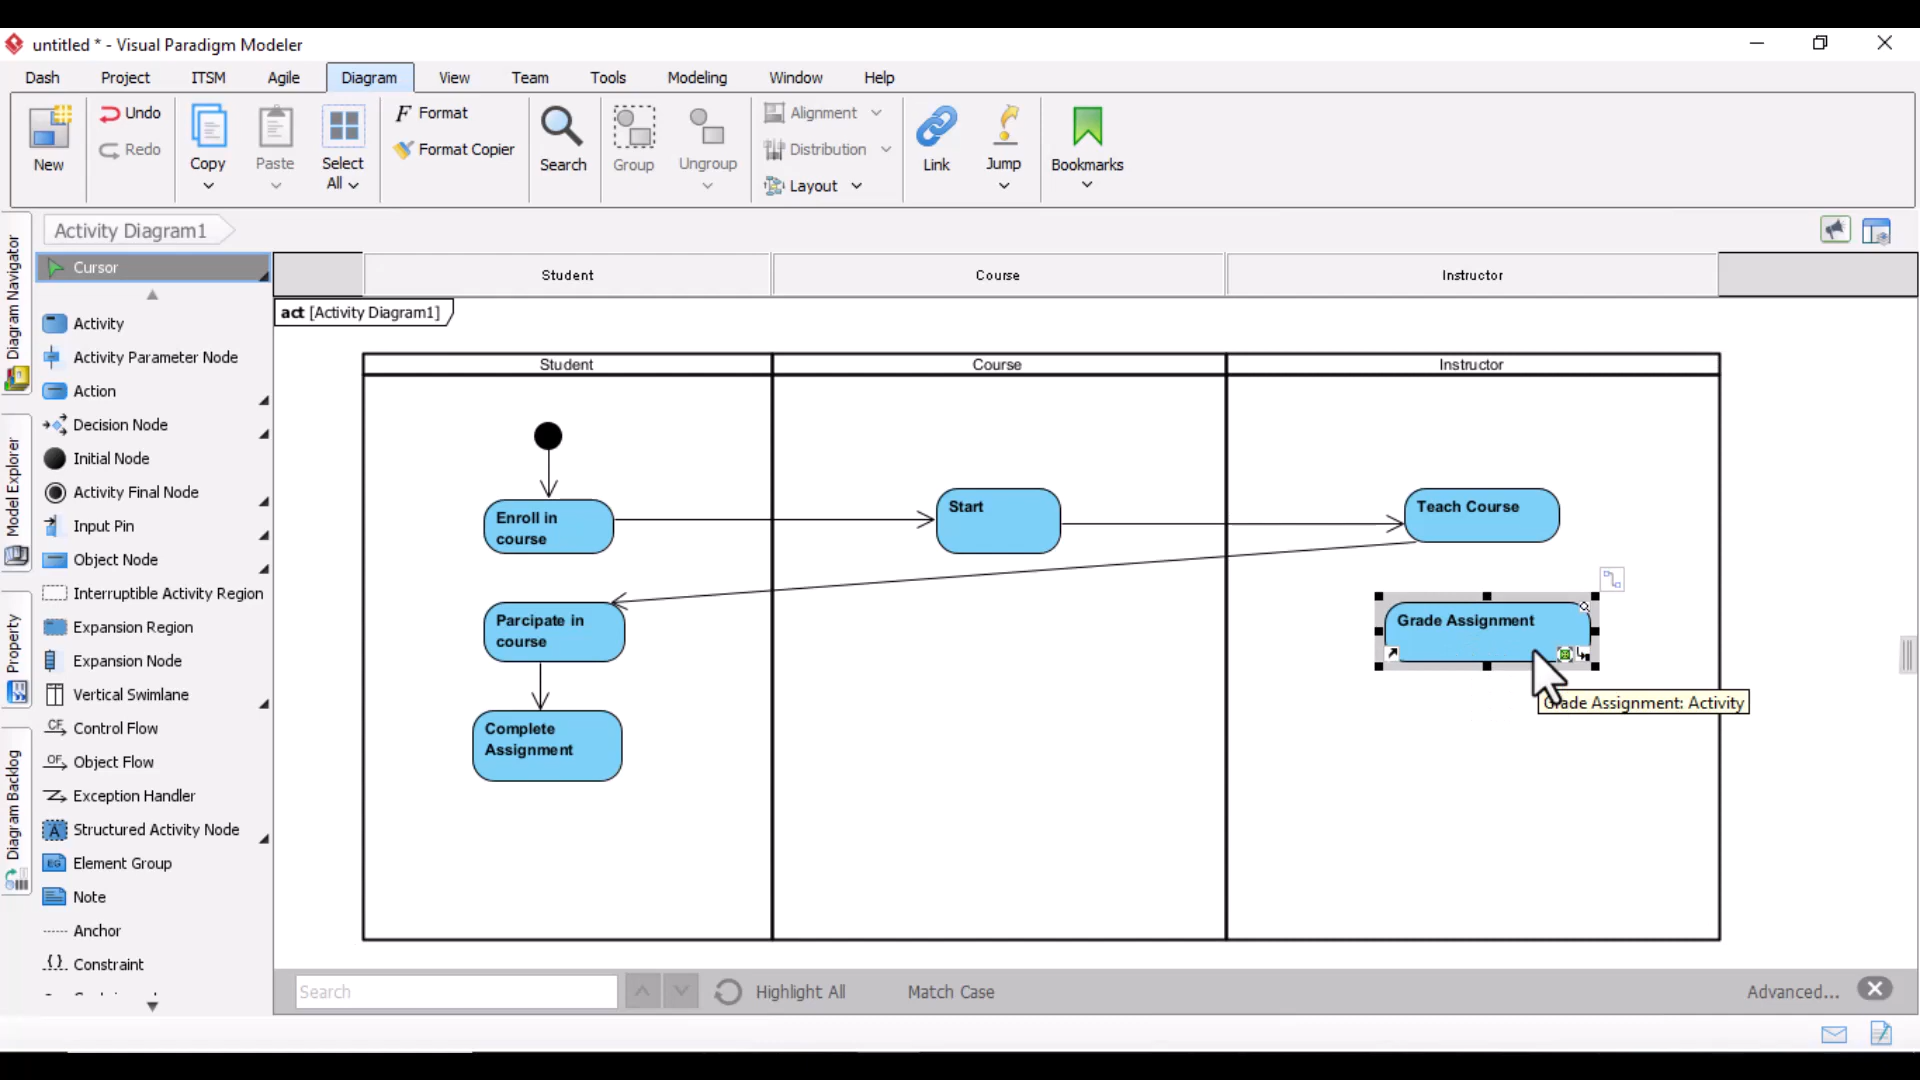 untitled * - Visual Paradigm Modeler
Dash Project ITSM Agile Diagram View Team Tools Modeling Window Help
New
Undo
Redo
Copy
Paste
Select
All
Format
Format Copier
Search
Group
Ungroup
Alignment
Distribution
Layout
Link
Jump
Bookmarks
Activity Diagram1
Diagram Navigator
Model Explorer
Property
Diagram Backlog
Cursor
Activity
Activity Parameter Node
Action
Decision Node
Initial Node
Activity Final Node
Input Pin
Object Node
Interruptible Activity Region
Expansion Region
Expansion Node
Vertical Swimlane
CF Control Flow
OF Object Flow
Exception Handler
A Structured Activity Node
EG Element Group
Note
Anchor
{} Constraint
Student Course Instructor
act [Activity Diagram1]
Student Course Instructor
Enroll in
course
Start
Teach Course
Parcipate in
course
Grade Assignment
Grade Assignment: Activity
Complete
Assignment
Search Highlight All Match Case Advanced...